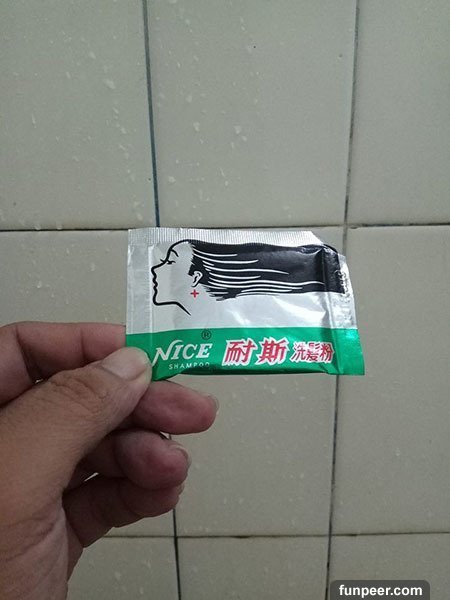 NICE® 耐斯 洗髮粉
SHAMPOO
funpeer.com